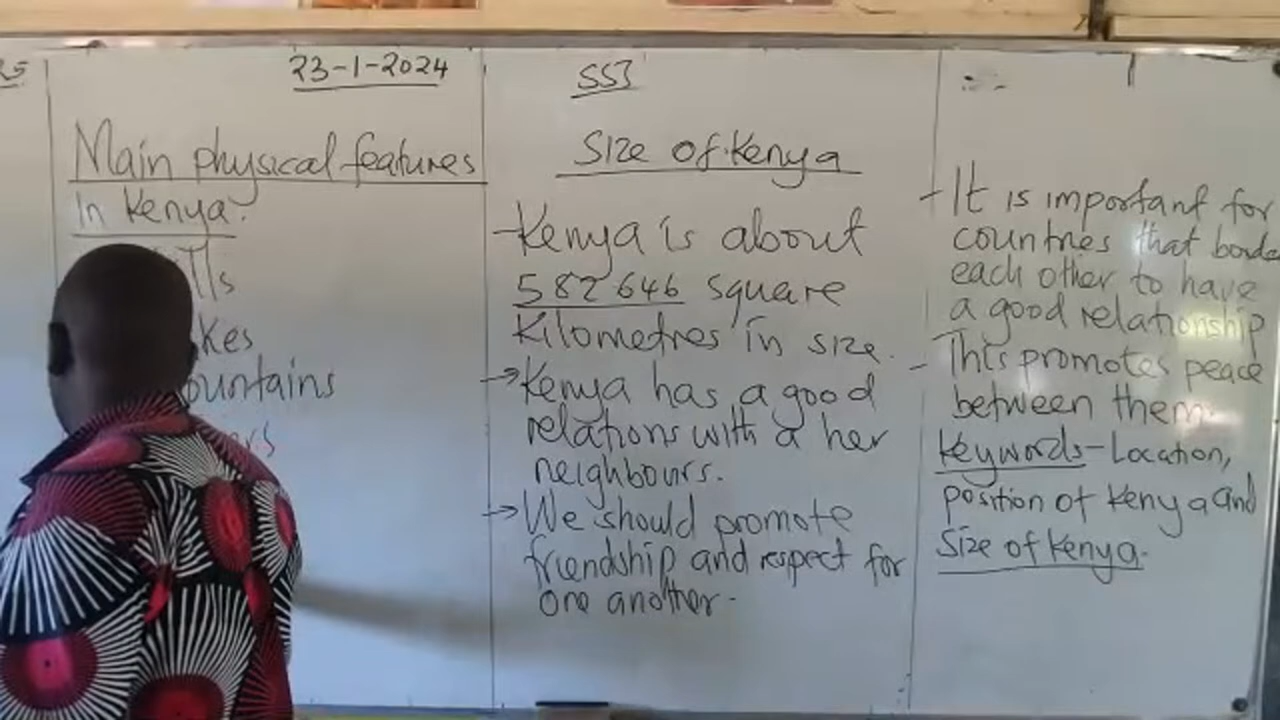 23-1-2024
Main physical features
In Kenya.
ountains
SSJ
Size of Kenya
-Kenya is about
582 646 square
Kilometres in size.
→Kenya has a good
relations with a her
neighbours.
→We should promote
friendship and respect for
one another-
-It is important for
countries that borde
each other to have
a good relationship
-This promotes peace
between them.
Keywords-Location,
position of Kenya and
Size of Kenya.